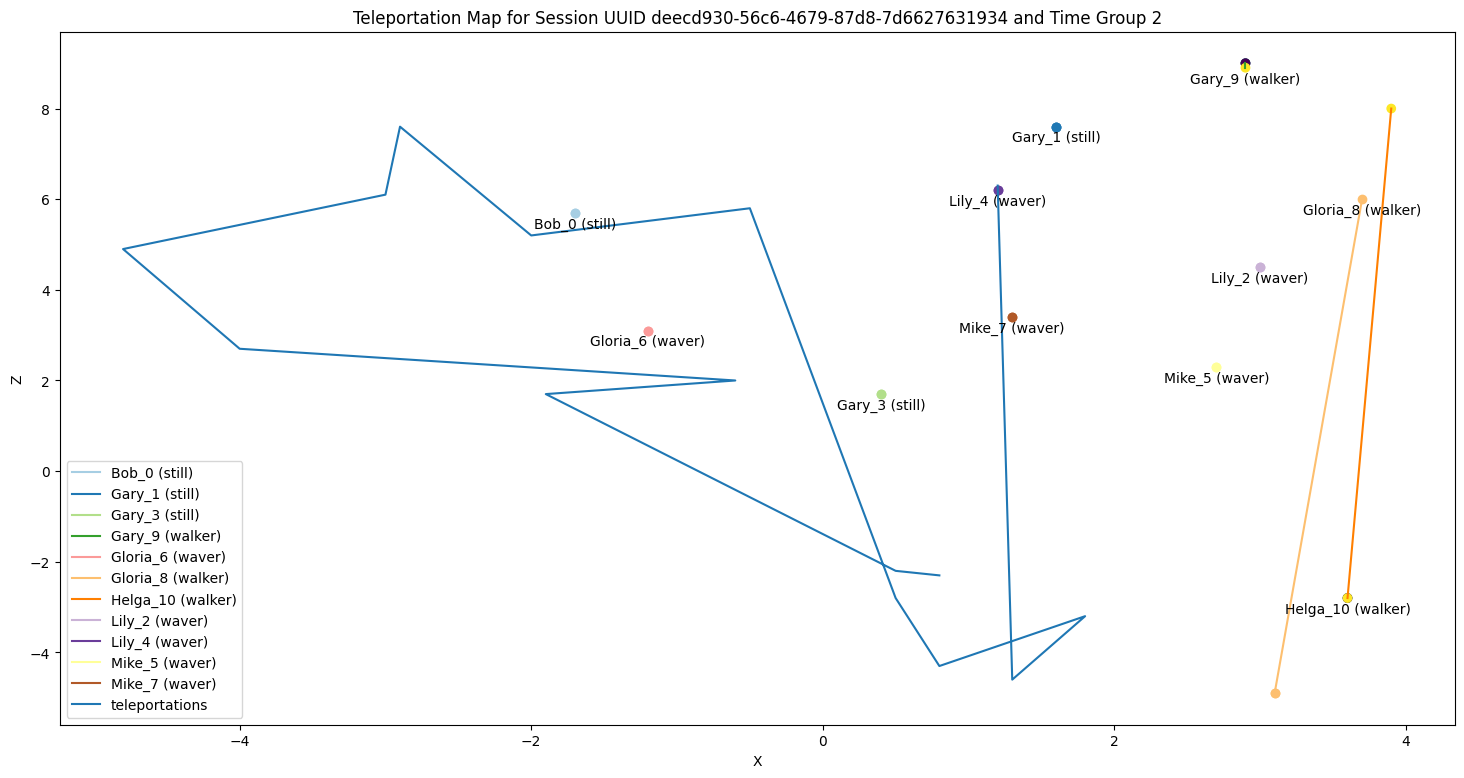 Teleportation Map for Session UUID deecd930-56c6-4679-87d8-7d6627631934 and Time Group 2
Gary_9 (walker)
Gary_1 (still)
Lily_4 (waver)
Gloria_8 (walker)
Bob_0 (still)
Lily_2 (waver)
Mike_7 (waver)
Gloria_6 (waver)
Mike_5 (waver)
Gary_3 (still)
Helga_10 (walker)
8
6
4
2
0
−2
−4
Z
Bob_0 (still)
Gary_1 (still)
Gary_3 (still)
Gary_9 (walker)
Gloria_6 (waver)
Gloria_8 (walker)
Helga_10 (walker)
Lily_2 (waver)
Lily_4 (waver)
Mike_5 (waver)
Mike_7 (waver)
teleportations
−4 −2 0 2 4
X